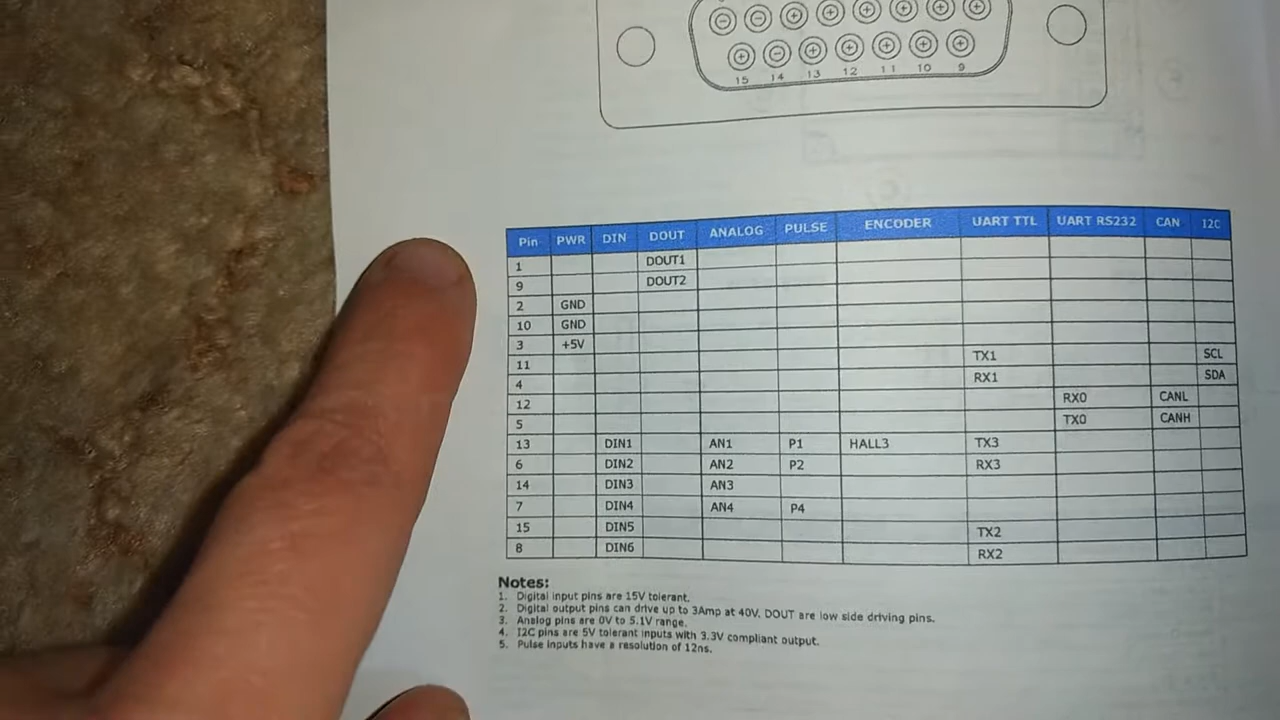 15 14 13 12 11 10 9
Pin PWR DIN DOUT ANALOG PULSE ENCODER UART TTL UART RS232 CAN I2C
1 DOUT1
9 DOUT2
2 GND
10 GND
3 +5V
11 TX1 SCL
4 RX1 SDA
12 RX0 CANL
5 TX0 CANH
13 DIN1 AN1 P1 HALL3 TX3
6 DIN2 AN2 P2 RX3
14 DIN3 AN3
7 DIN4 AN4 P4
15 DIN5 TX2
8 DIN6 RX2
Notes:
1. Digital input pins are 15V tolerant.
2. Digital output pins can drive up to 3Amp at 40V. DOUT are low side driving pins.
3. Analog pins are 0V to 5.1V range.
4. I2C pins are 5V tolerant inputs with 3.3V compliant output.
5. Pulse inputs have a resolution of 12ns.